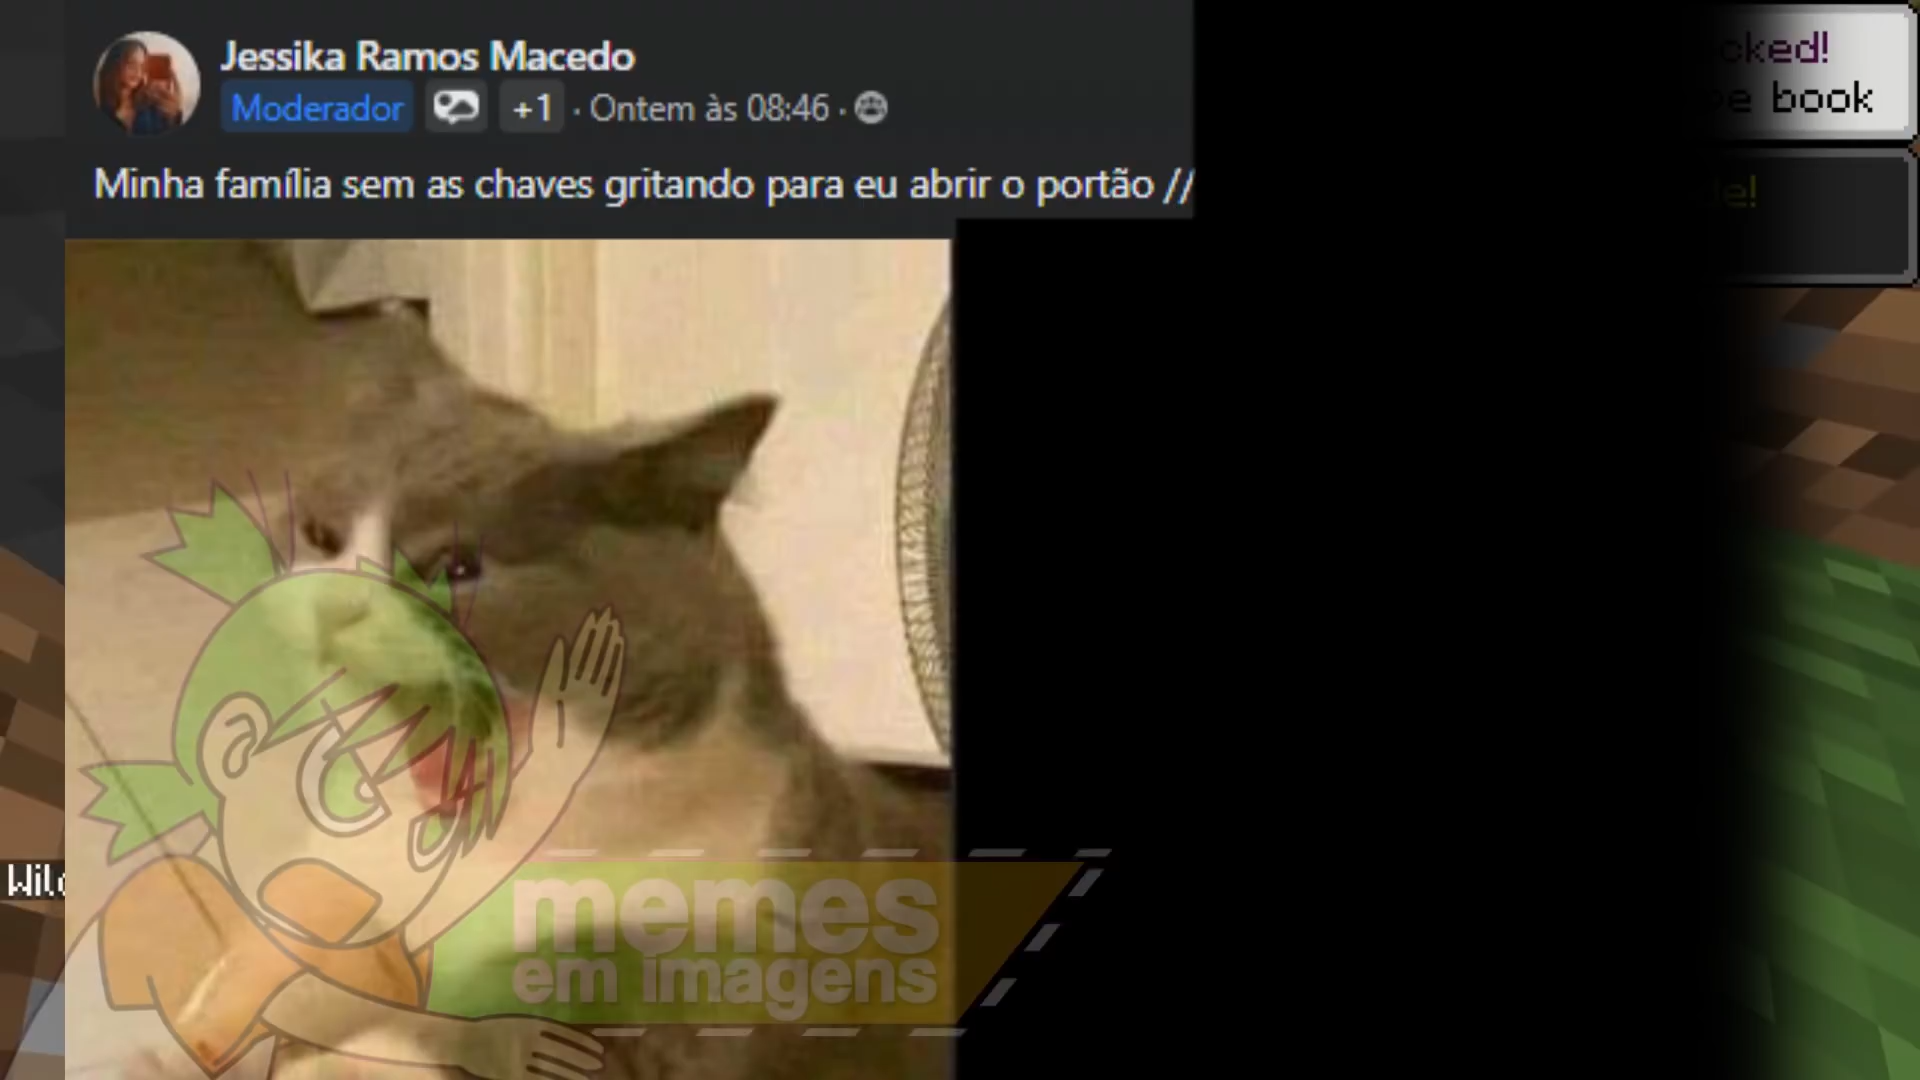 Jessika Ramos Macedo
Moderador +1 · Ontem às 08:46 ·
Minha família sem as chaves gritando para eu abrir o portão //
book
memes
em imagens